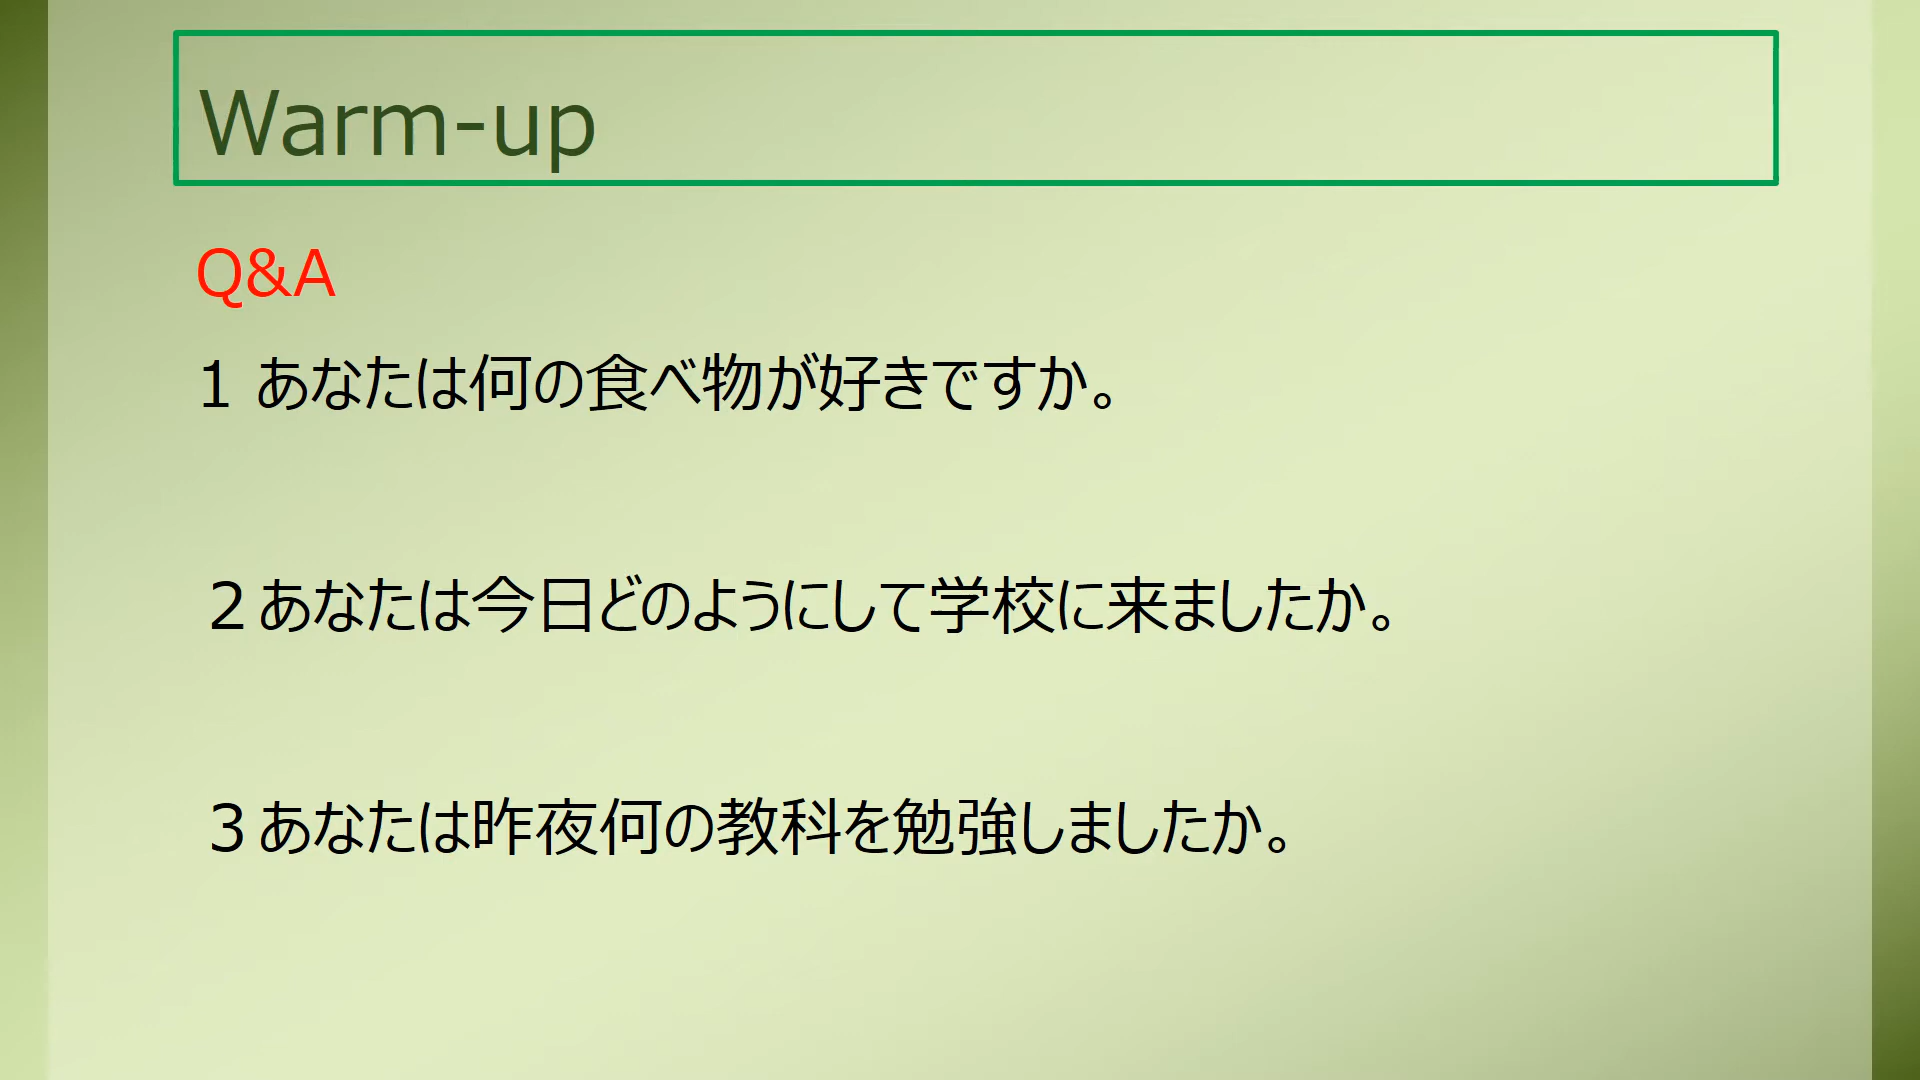 Warm-up
Q&A
１ あなたは何の食べ物が好きですか。
２あなたは今日どのようにして学校に来ましたか。
３あなたは昨夜何の教科を勉強しましたか。